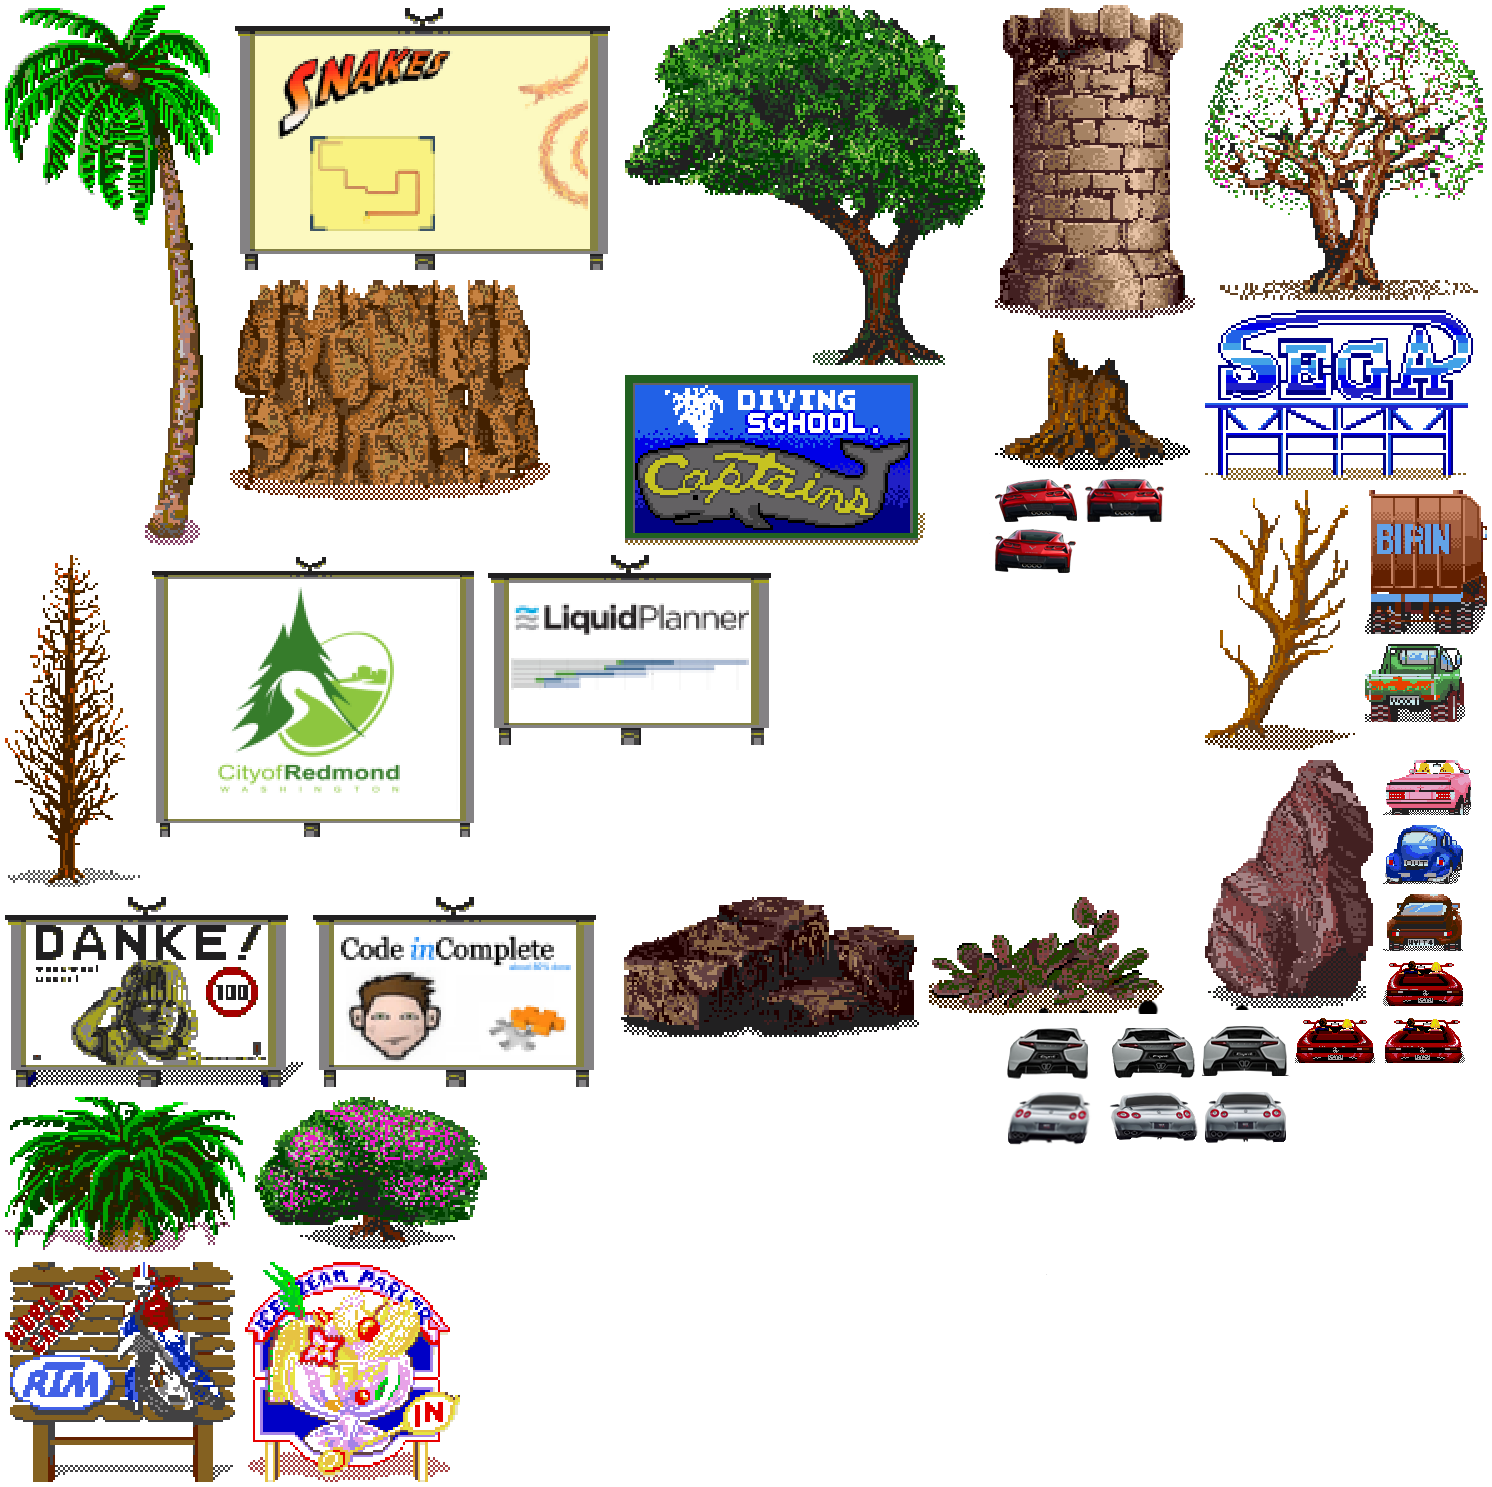 SNAKES
DIVING
SCHOOL.
Captains
SEGA
BIRIN
CityofRedmond
WASHINGTON
LiquidPlanner
DANKE!
100
Code inComplete
WORLD
CHAMPION
RTM
ICE CREAM PARLOR
IN